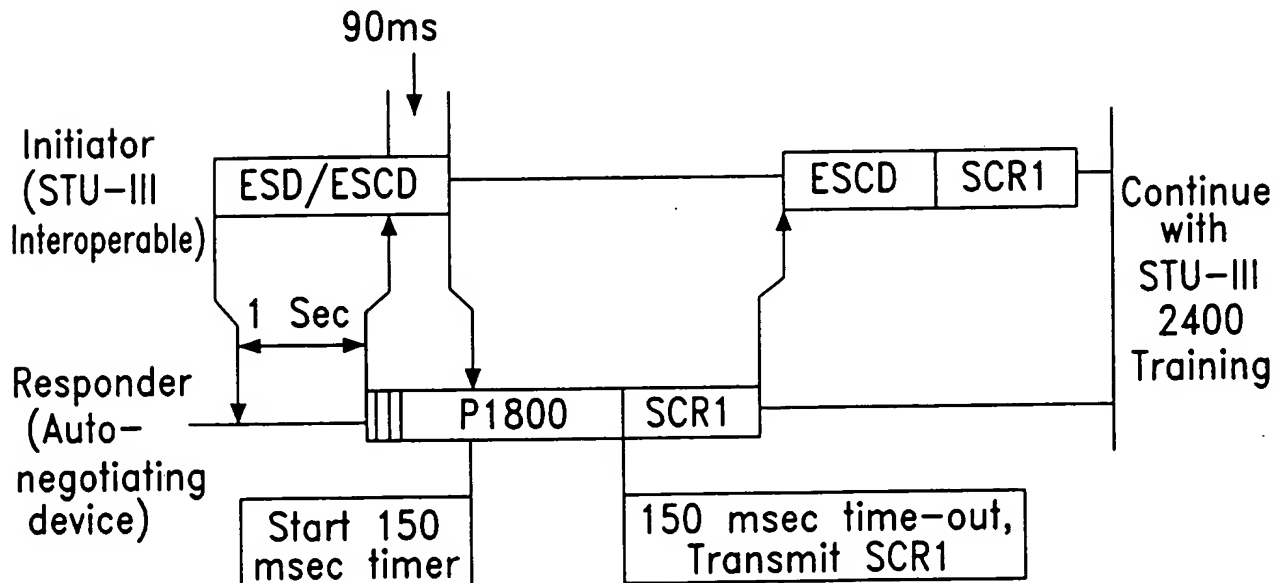 90ms
Initiator
(STU-III
Interoperable)
ESD/ESCD
ESCD
SCR1
Continue
with
STU-III
2400
Training
1 Sec
Responder
(Auto-
negotiating
device)
P1800
SCR1
Start 150
msec timer
150 msec time-out,
Transmit SCR1